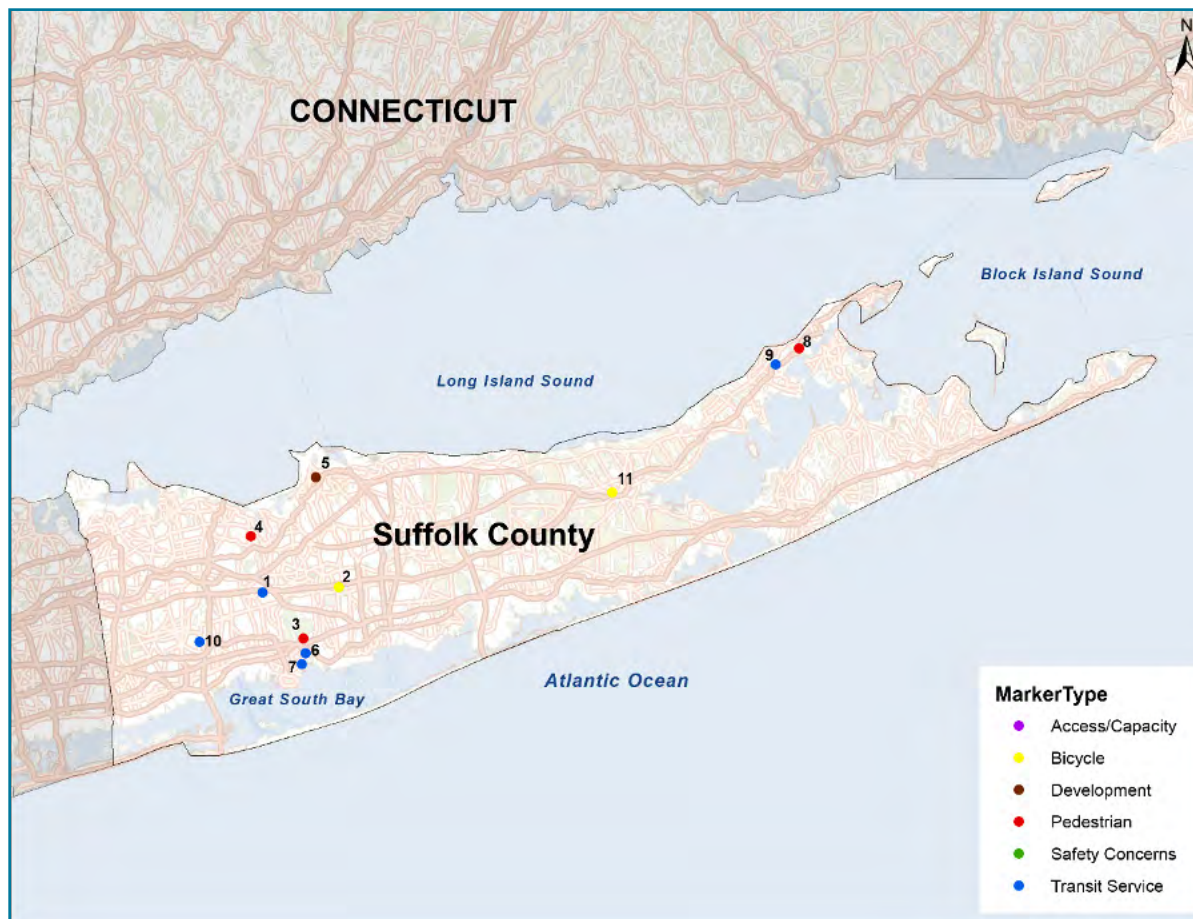 N
CONNECTICUT
Block Island Sound
8
9
Long Island Sound
5
11
4
Suffolk County
1
2
3
10
6
7
Great South Bay
Atlantic Ocean
MarkerType
Access/Capacity
Bicycle
Development
Pedestrian
Safety Concerns
Transit Service